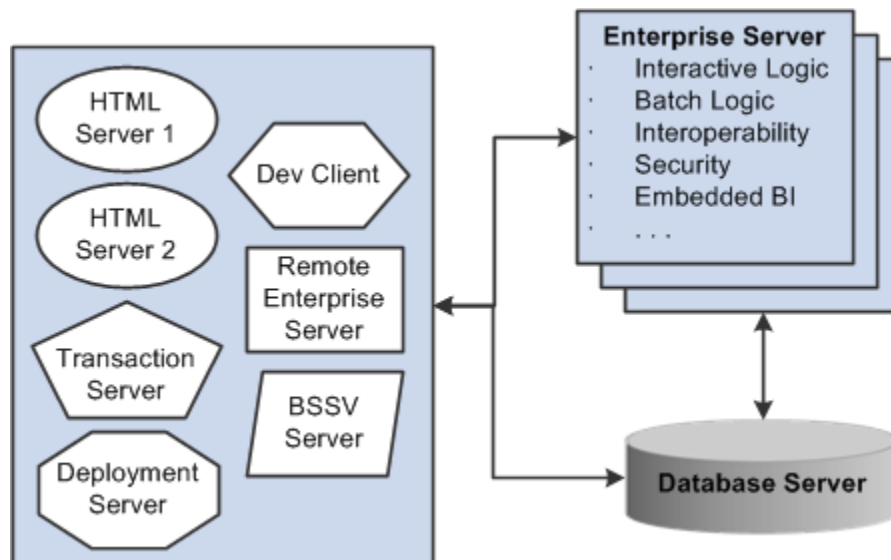 HTML
Server 1
HTML
Server 2
Transaction
Server
Deployment
Server
Dev Client
Remote
Enterprise
Server
BSSV
Server
Enterprise Server
· Interactive Logic
· Batch Logic
· Interoperability
· Security
· Embedded BI
· . . .
Database Server